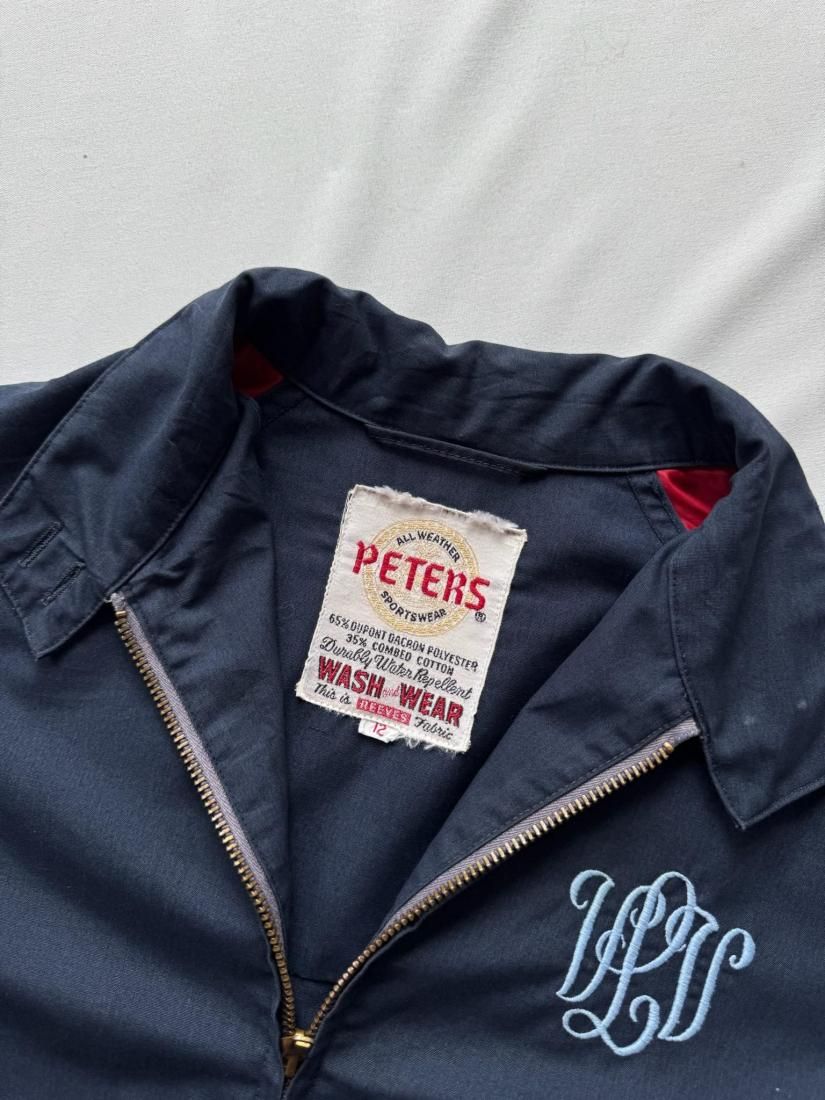 ALL WEATHER
PETERS
SPORTSWEAR ®
65% DUPONT DACRON POLYESTER
35% COMBED COTTON
Durably Water Repellent
WASH and WEAR
This is REEVES Fabric
12